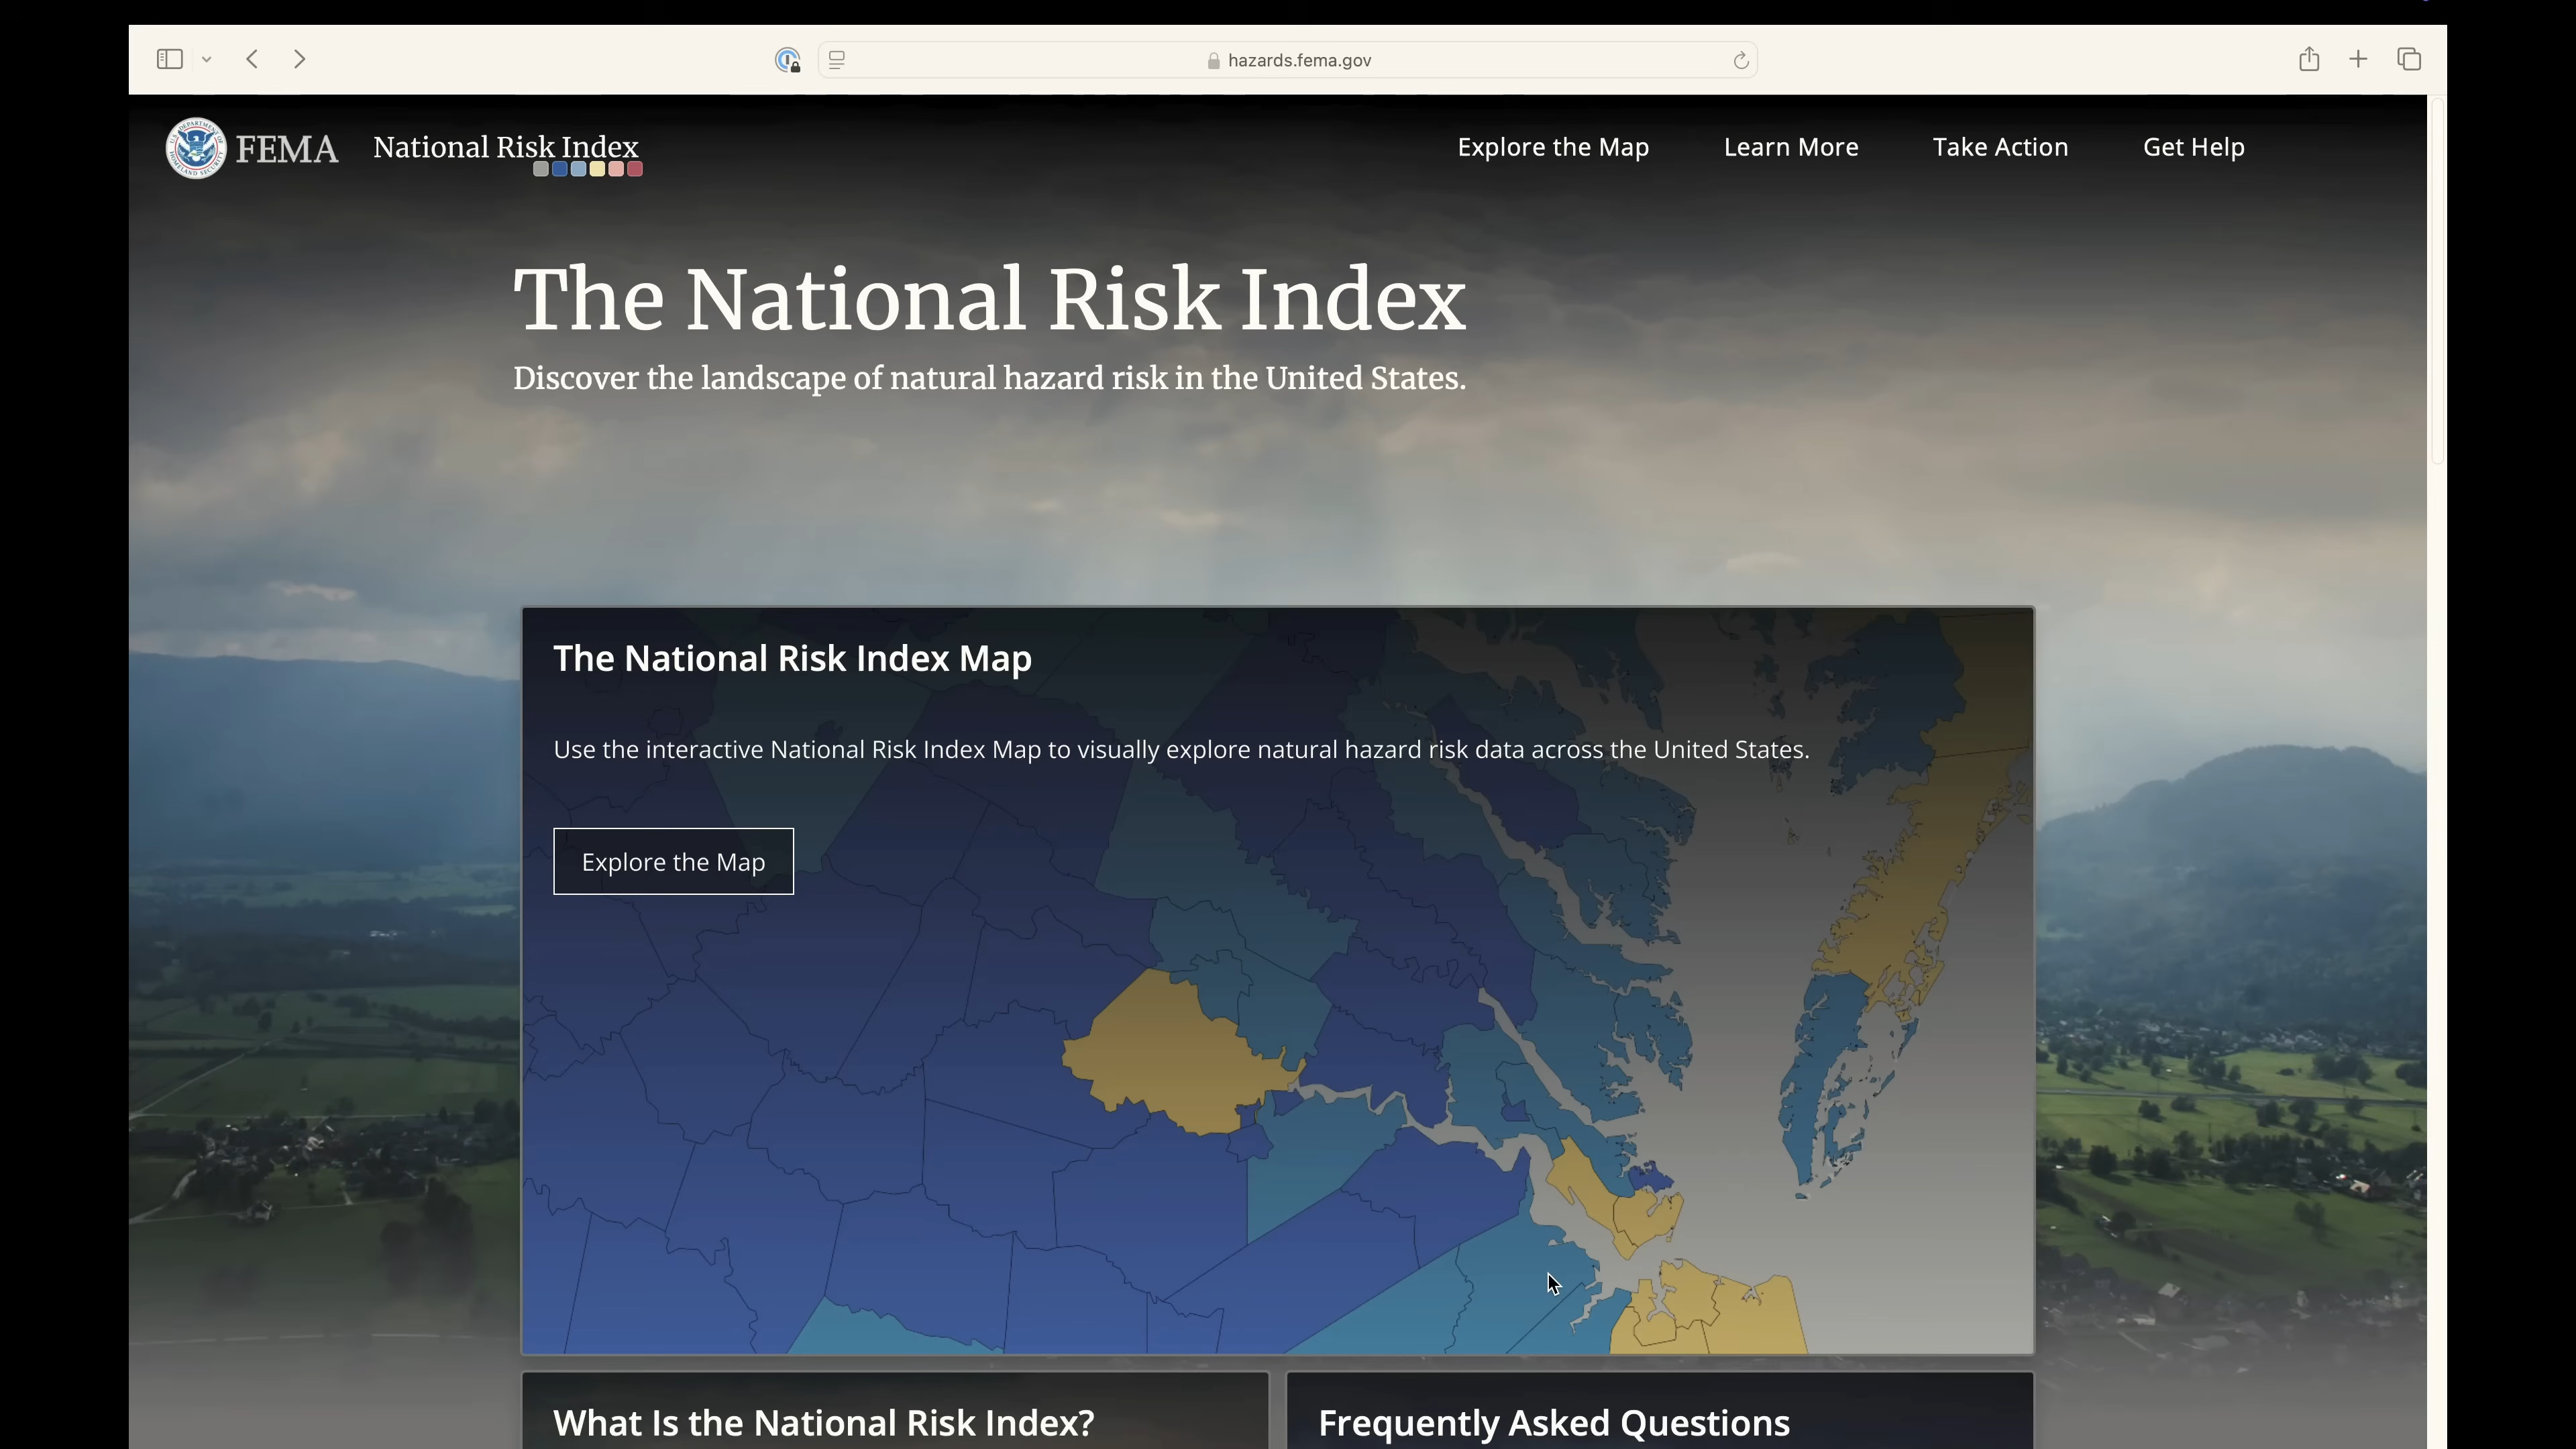 hazards.fema.gov
FEMA
National Risk Index
Explore the Map
Learn More
Take Action
Get Help
The National Risk Index
Discover the landscape of natural hazard risk in the United States.
The National Risk Index Map
Use the interactive National Risk Index Map to visually explore natural hazard risk data across the United States.
Explore the Map
What Is the National Risk Index?
Frequently Asked Questions